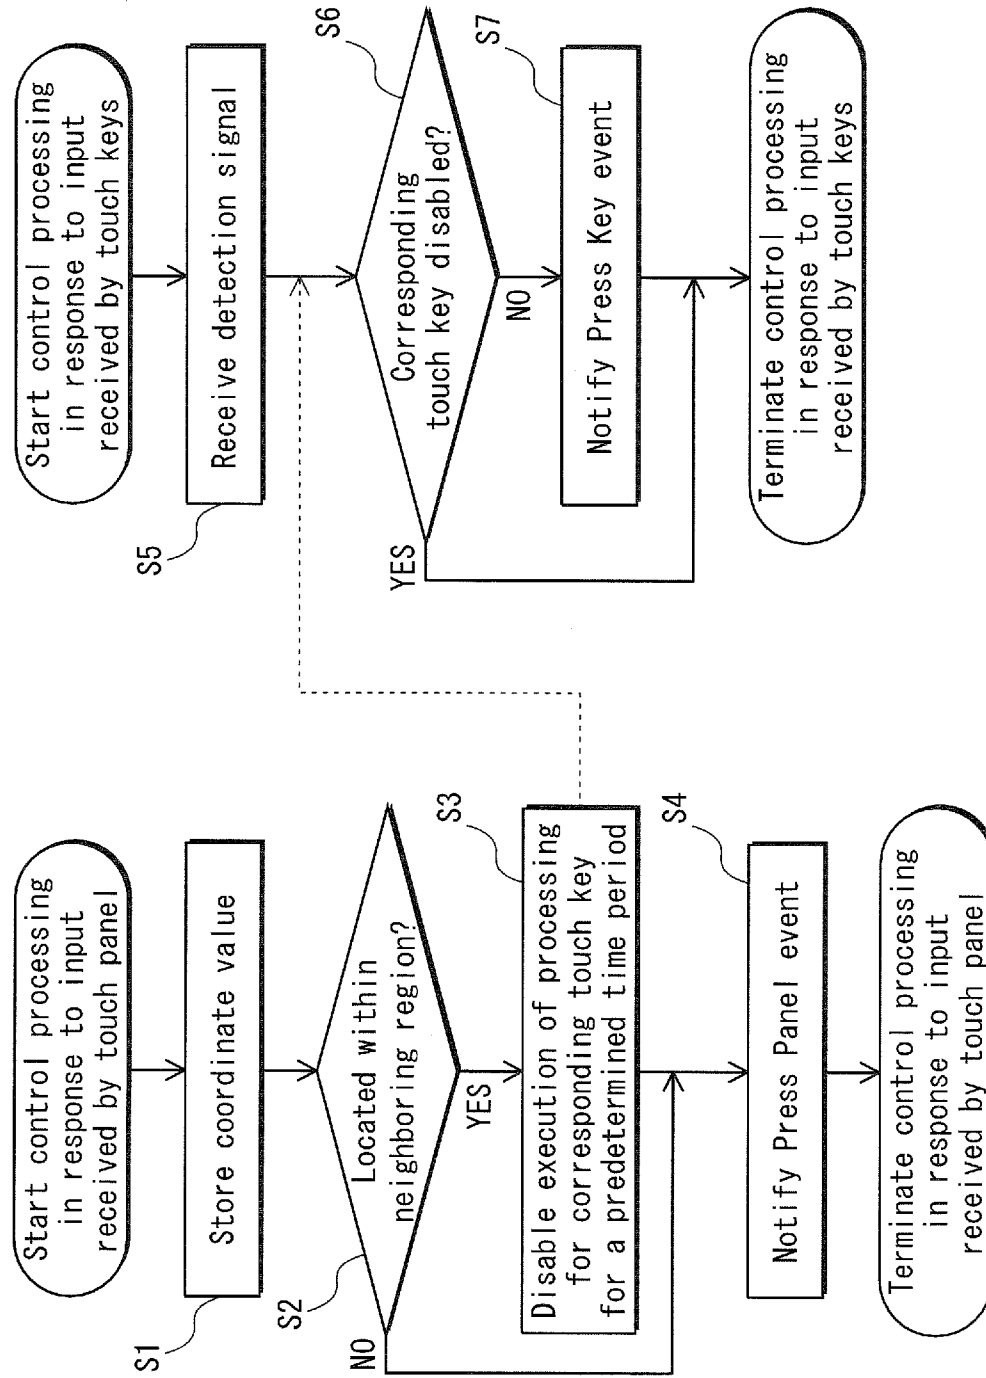 Start control processing
in response to input
received by touch panel
S1
Store coordinate value
S2
Located within
neighboring region?
NO
YES
S3
Disable execution of processing
for corresponding touch key
for a predetermined time period
S4
Notify Press Panel event
Terminate control processing
in response to input
received by touch panel
Start control processing
in response to input
received by touch keys
S5
Receive detection signal
S6
Corresponding
touch key disabled?
YES
NO
S7
Notify Press Key event
Terminate control processing
in response to input
received by touch keys